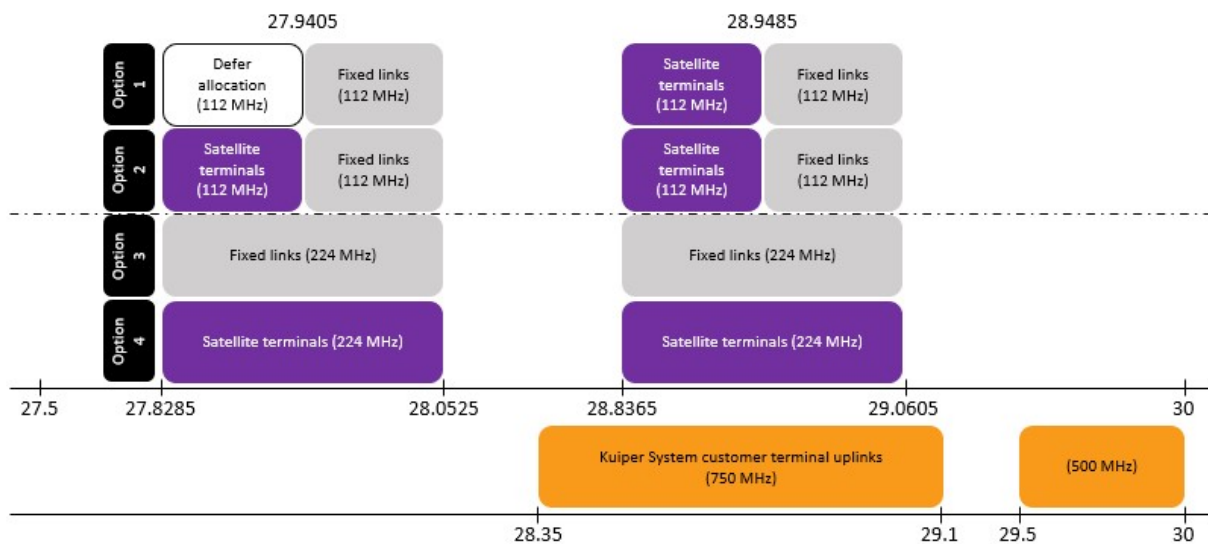 27.9405
28.9485
Option
1
Defer
allocation
(112 MHz)
Fixed links
(112 MHz)
Satellite
terminals
(112 MHz)
Fixed links
(112 MHz)
Option
2
Satellite
terminals
(112 MHz)
Fixed links
(112 MHz)
Satellite
terminals
(112 MHz)
Fixed links
(112 MHz)
Option
3
Fixed links (224 MHz)
Fixed links (224 MHz)
Option
4
Satellite terminals (224 MHz)
Satellite terminals (224 MHz)
27.5
27.8285
28.0525
28.8365
29.0605
30
Kuiper System customer terminal uplinks
(750 MHz)
(500 MHz)
28.35
29.1
29.5
30